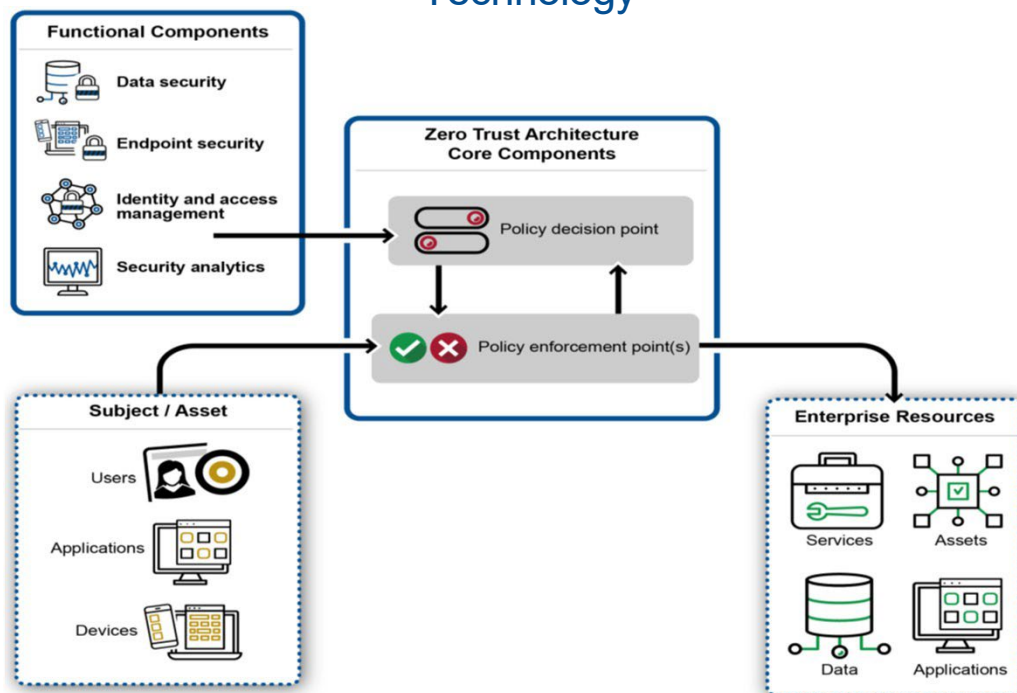 Technology
Functional Components
Data security
Endpoint security
Identity and access
management
Security analytics
Zero Trust Architecture
Core Components
Policy decision point
Policy enforcement point(s)
Subject / Asset
Users
Applications
Devices
Enterprise Resources
Services
Assets
Data
Applications